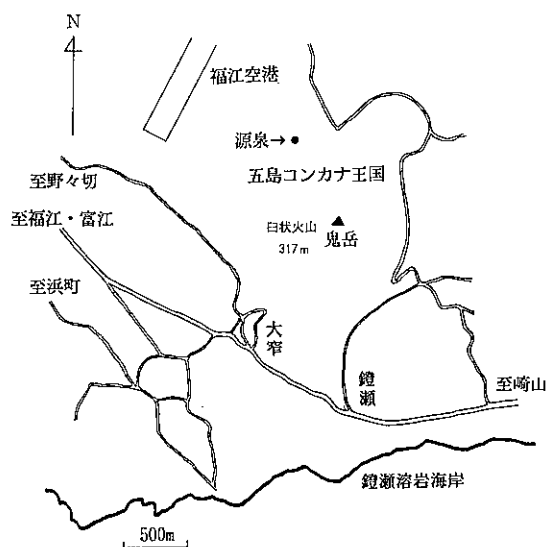 N
福江空港
源泉→
五島コンカナ王国
至野々切
至福江・富江
臼状火山
317m
鬼岳
至浜町
大窄
鐙瀬
至崎山
鐙瀬溶岩海岸
500m